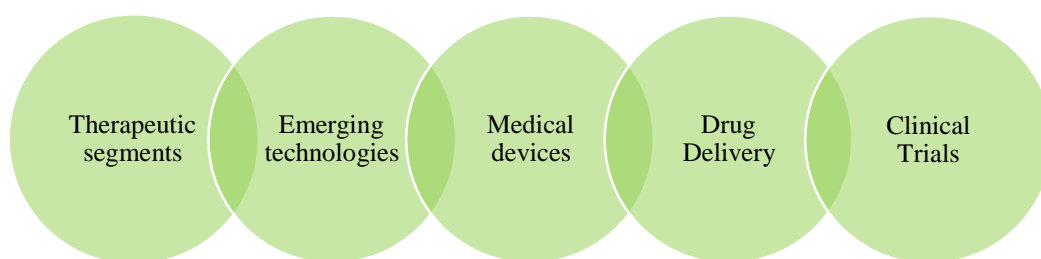 Therapeutic
segments
Emerging
technologies
Medical
devices
Drug
Delivery
Clinical
Trials